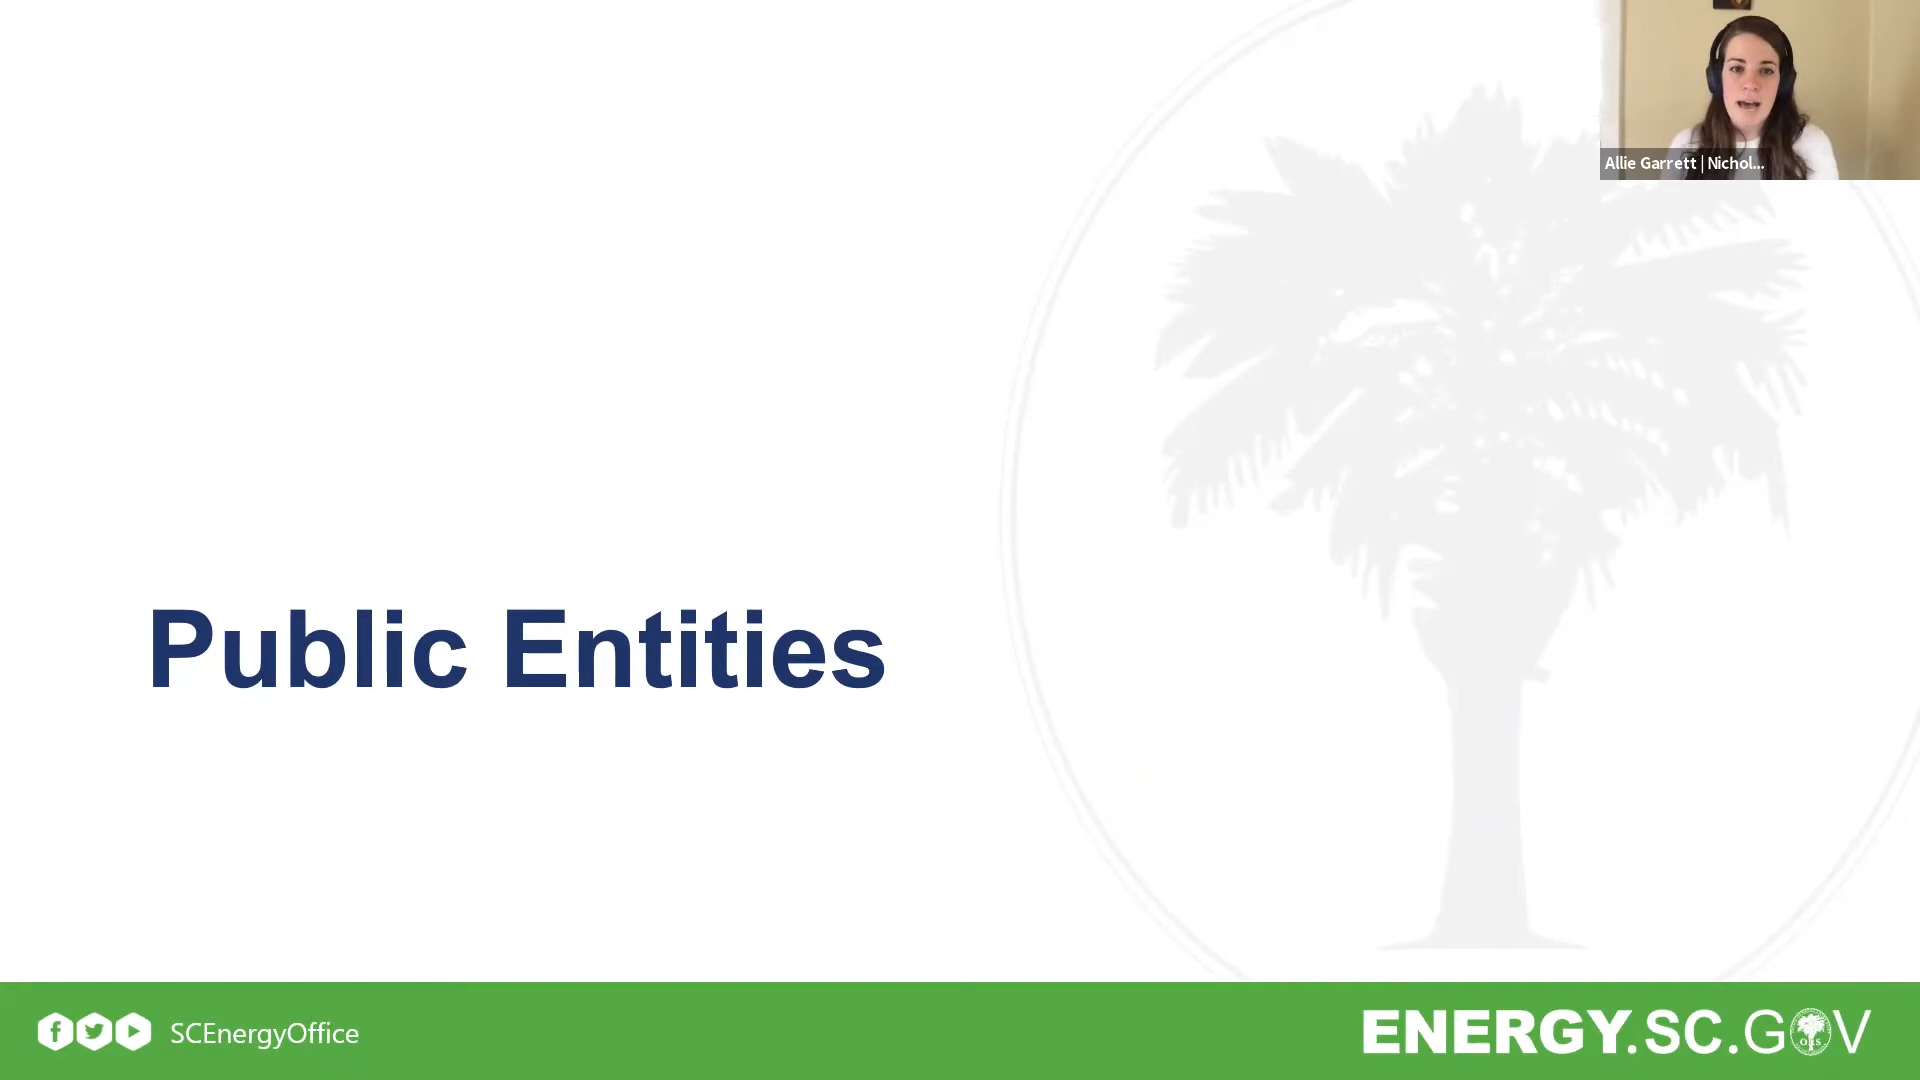 Allie Garrett | Nichol...
Public Entities
SCEnergyOffice
ENERGY.SC.GOV